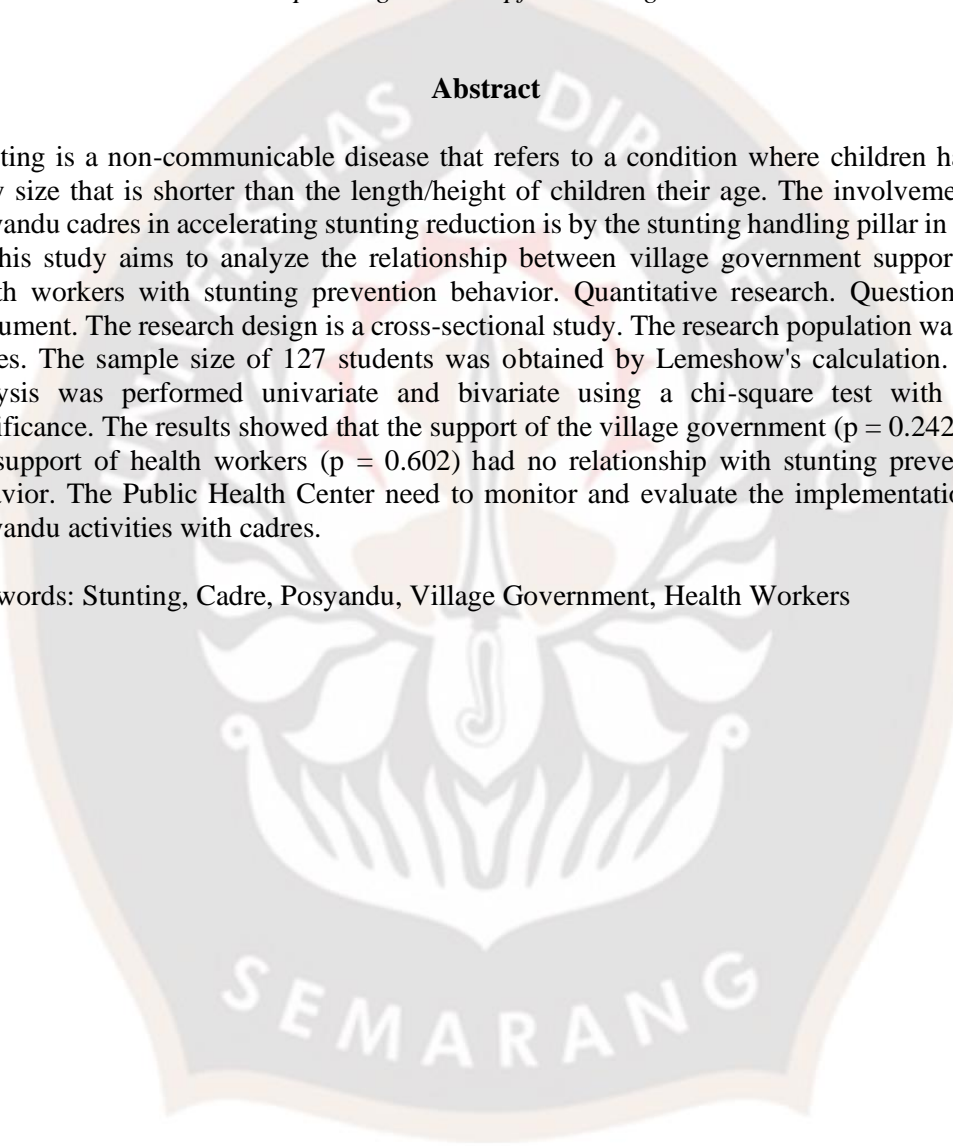 Abstract
ting is a non-communicable disease that refers to a condition where children ha
y size that is shorter than the length/height of children their age. The involveme
yandu cadres in accelerating stunting reduction is by the stunting handling pillar in
his study aims to analyze the relationship between village government support
th workers with stunting prevention behavior. Quantitative research. Question
ument. The research design is a cross-sectional study. The research population wa
es. The sample size of 127 students was obtained by Lemeshow's calculation.
ysis was performed univariate and bivariate using a chi-square test with
ificance. The results showed that the support of the village government (p = 0.242
support of health workers (p = 0.602) had no relationship with stunting preve
avior. The Public Health Center need to monitor and evaluate the implementatio
yandu activities with cadres.
words: Stunting, Cadre, Posyandu, Village Government, Health Workers
UNIVERSITAS DIPONEGORO
SEMARANG